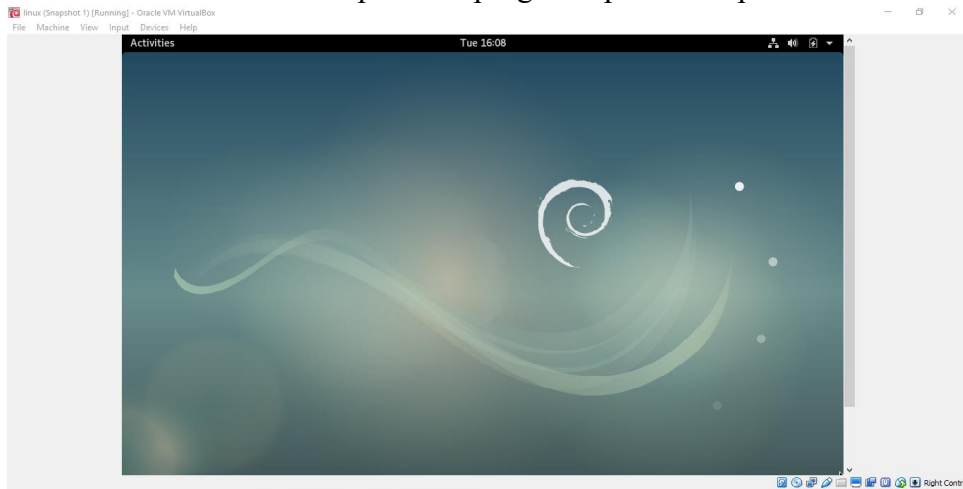 linux (Snapshot 1) [Running] - Oracle VM VirtualBox
File Machine View Input Devices Help
Activities Tue 16:08
Right Contr